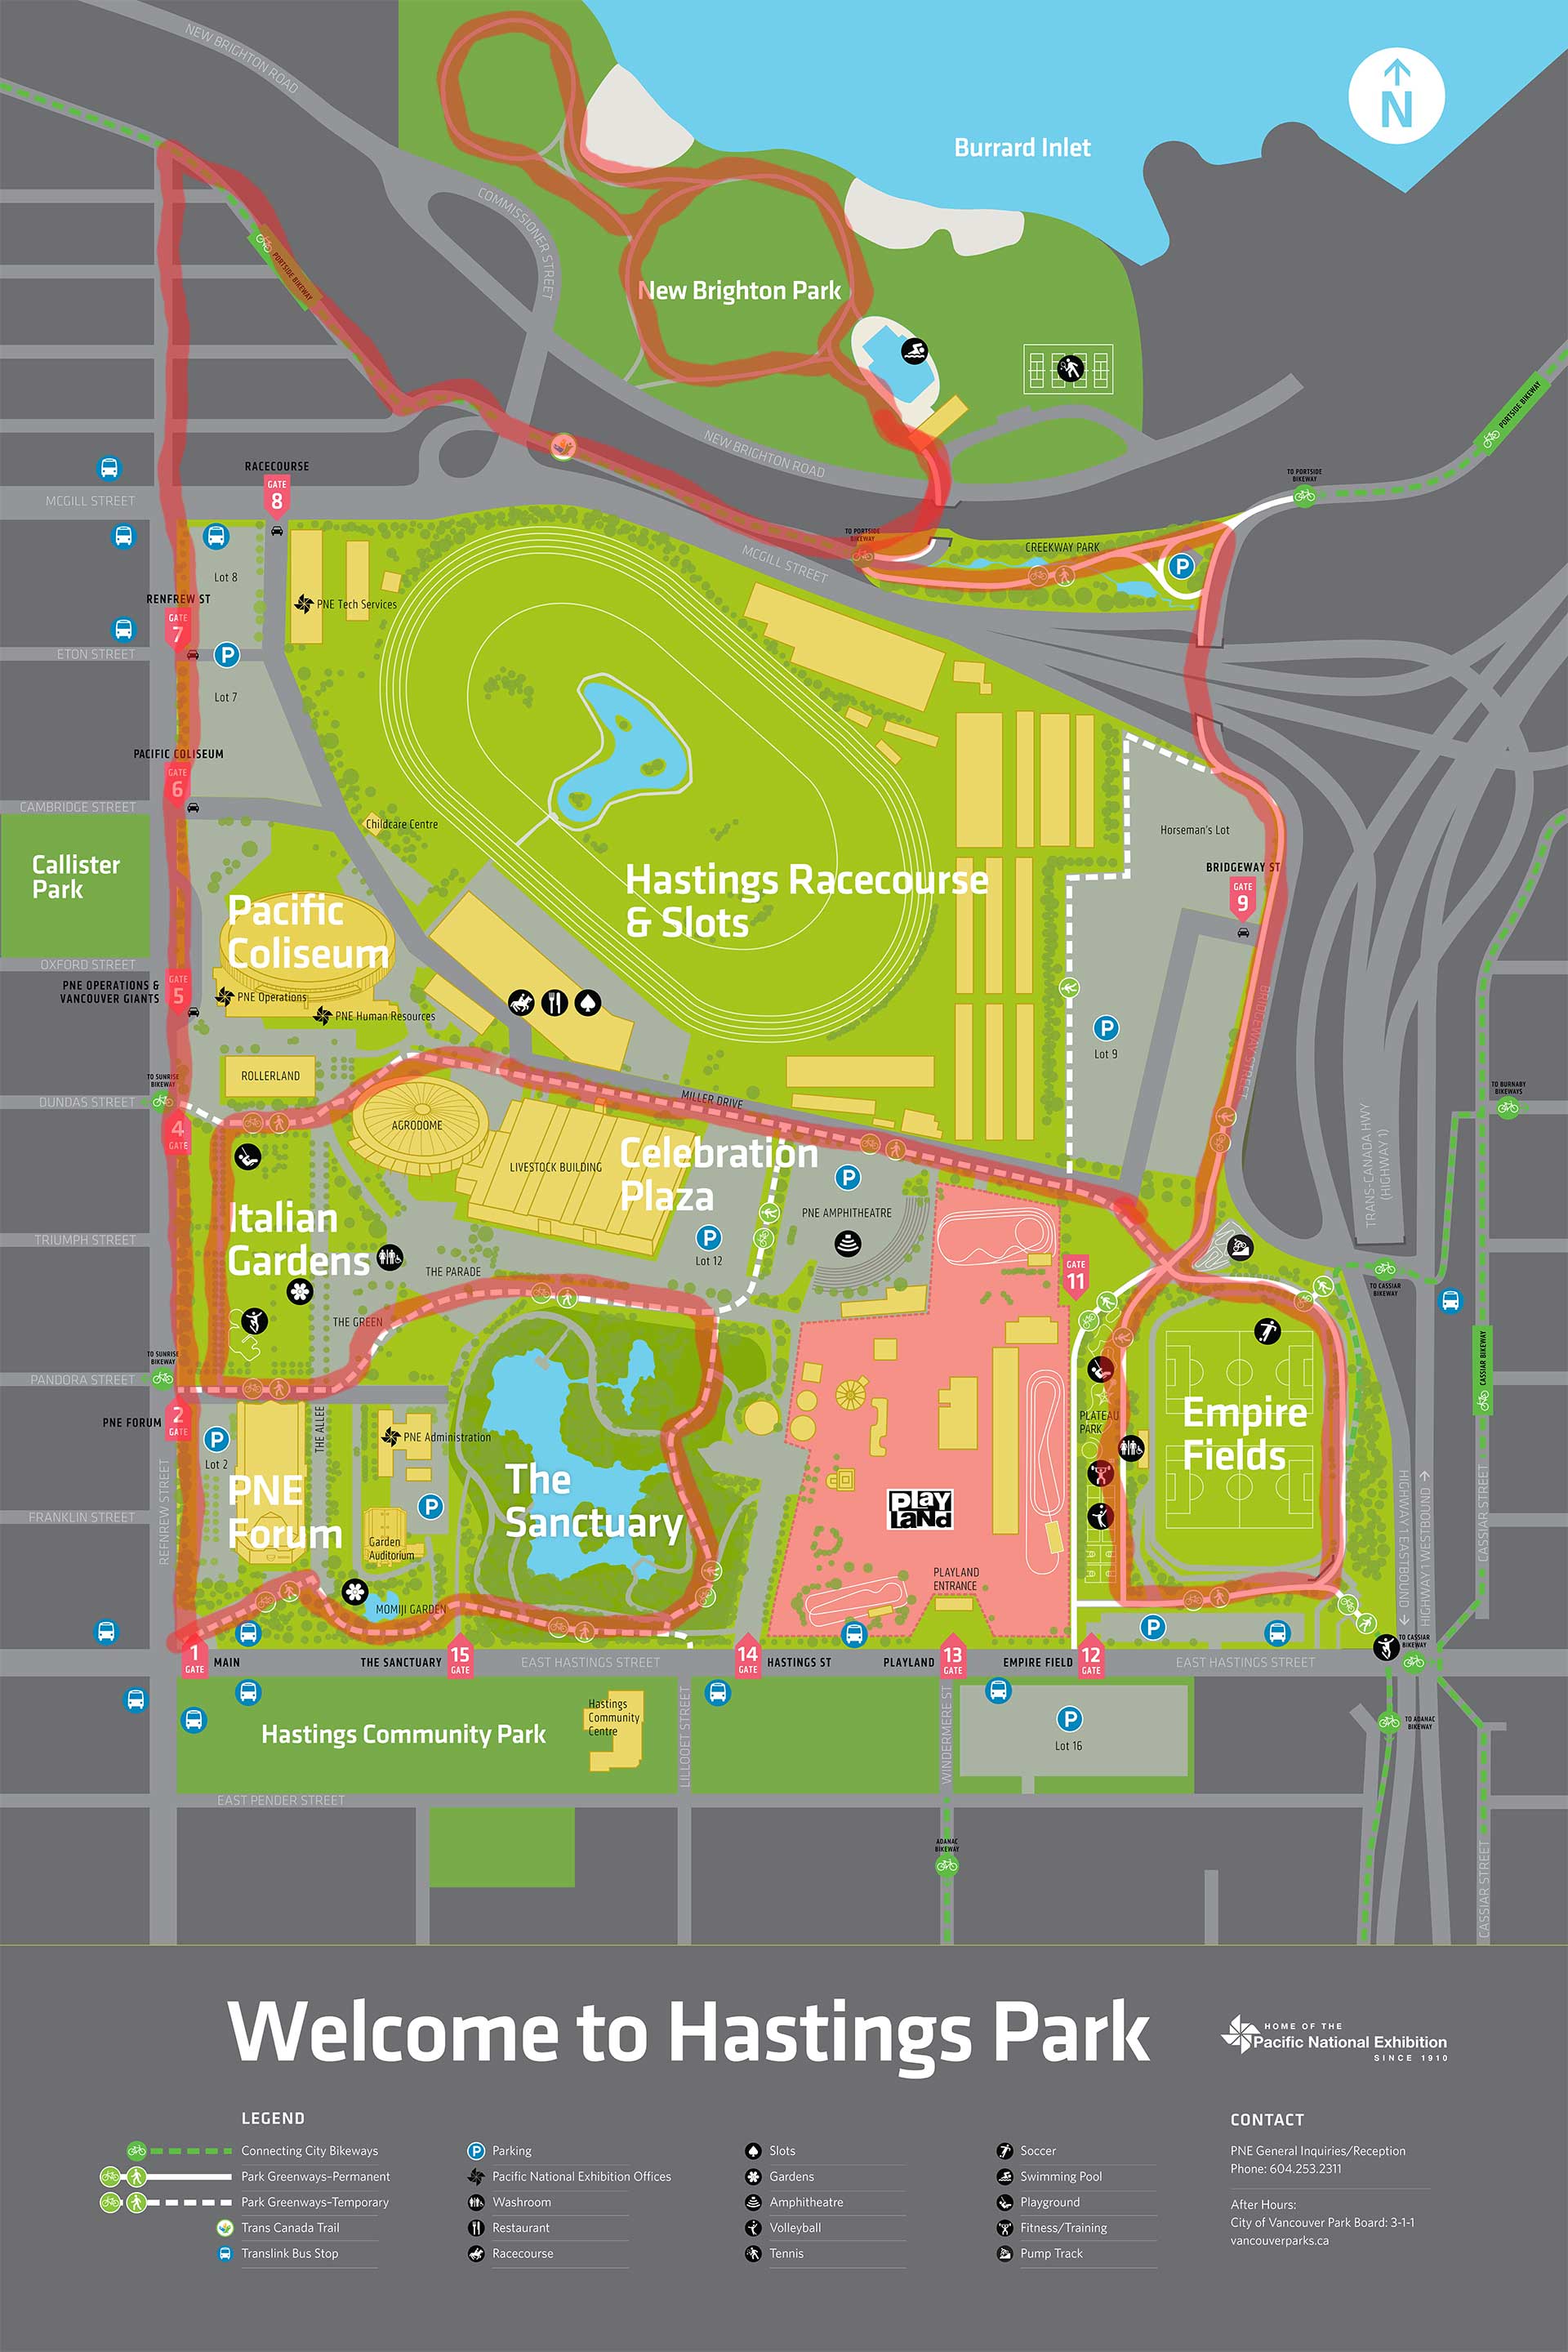 NEW BRIGHTON ROAD
N
Burrard Inlet
COMMISSIONER STREET
PORTSIDE BIKEWAY
New Brighton Park
PORTSIDE BIKEWAY
NEW BRIGHTON ROAD
RACECOURSE
GATE
8
MCGILL STREET
TO PORTSIDE
BIKEWAY
TO PORTSIDE
BIKEWAY
MCGILL STREET
CREEKWAY PARK
P
Lot 8
RENFREW ST
GATE
7
PNE Tech Services
ETON STREET
P
Lot 7
PACIFIC COLISEUM
GATE
6
CAMBRIDGE STREET
Childcare Centre
Horseman's Lot
Callister
Park
BRIDGEWAY ST
GATE
9
Hastings Racecourse
& Slots
Pacific
Coliseum
OXFORD STREET
PNE OPERATIONS &
VANCOUVER GIANTS
GATE
5
PNE Operations
PNE Human Resources
P
Lot 9
BRIDGEWAY STREET
ROLLERLAND
TO SUNRISE
BIKEWAY
DUNDAS STREET
4
GATE
MILLER DRIVE
AGRODOME
LIVESTOCK BUILDING
Celebration
Plaza
P
PNE AMPHITHEATRE
TO BURNABY
BIKEWAYS
TRANS-CANADA HWY
(HIGHWAY 1)
Italian
Gardens
TRIUMPH STREET
P
Lot 12
THE PARADE
GATE
11
TO CASSIAR
BIKEWAY
THE GREEN
TO SUNRISE
BIKEWAY
PANDORA STREET
CASSIAR BIKEWAY
PNE FORUM
2
GATE
P
Lot 2
THE ALLEE
PNE Administration
PLATEAU
PARK
Empire
Fields
The
Sanctuary
PNE
Forum
P
PLAYLAND
REFNREW STREET
FRANKLIN STREET
Garden
Auditorium
PLAYLAND
ENTRANCE
MOMIJI GARDEN
HIGHWAY 1 EASTBOUND
HIGHWAY 1 WESTBOUND
CASSIAR STREET
P
TO CASSIAR
BIKEWAY
1
GATE
MAIN
THE SANCTUARY
15
GATE
EAST HASTINGS STREET
14
GATE
HASTINGS ST
PLAYLAND
13
GATE
EMPIRE FIELD
12
GATE
EAST HASTINGS STREET
Hastings Community Park
Hastings
Community
Centre
LILLOOET STREET
WINDERMERE ST
P
Lot 16
TO ADANAC
BIKEWAY
EAST PENDER STREET
ADANAC
BIKEWAY
CASSIAR STREET
Welcome to Hastings Park
HOME OF THE
Pacific National Exhibition
SINCE 1910
LEGEND
Connecting City Bikeways
Park Greenways–Permanent
Park Greenways–Temporary
Trans Canada Trail
Translink Bus Stop
P Parking
Pacific National Exhibition Offices
Washroom
Restaurant
Racecourse
Slots
Gardens
Amphitheatre
Volleyball
Tennis
Soccer
Swimming Pool
Playground
Fitness/Training
Pump Track
CONTACT
PNE General Inquiries/Reception
Phone: 604.253.2311
After Hours:
City of Vancouver Park Board: 3-1-1
vancouverparks.ca